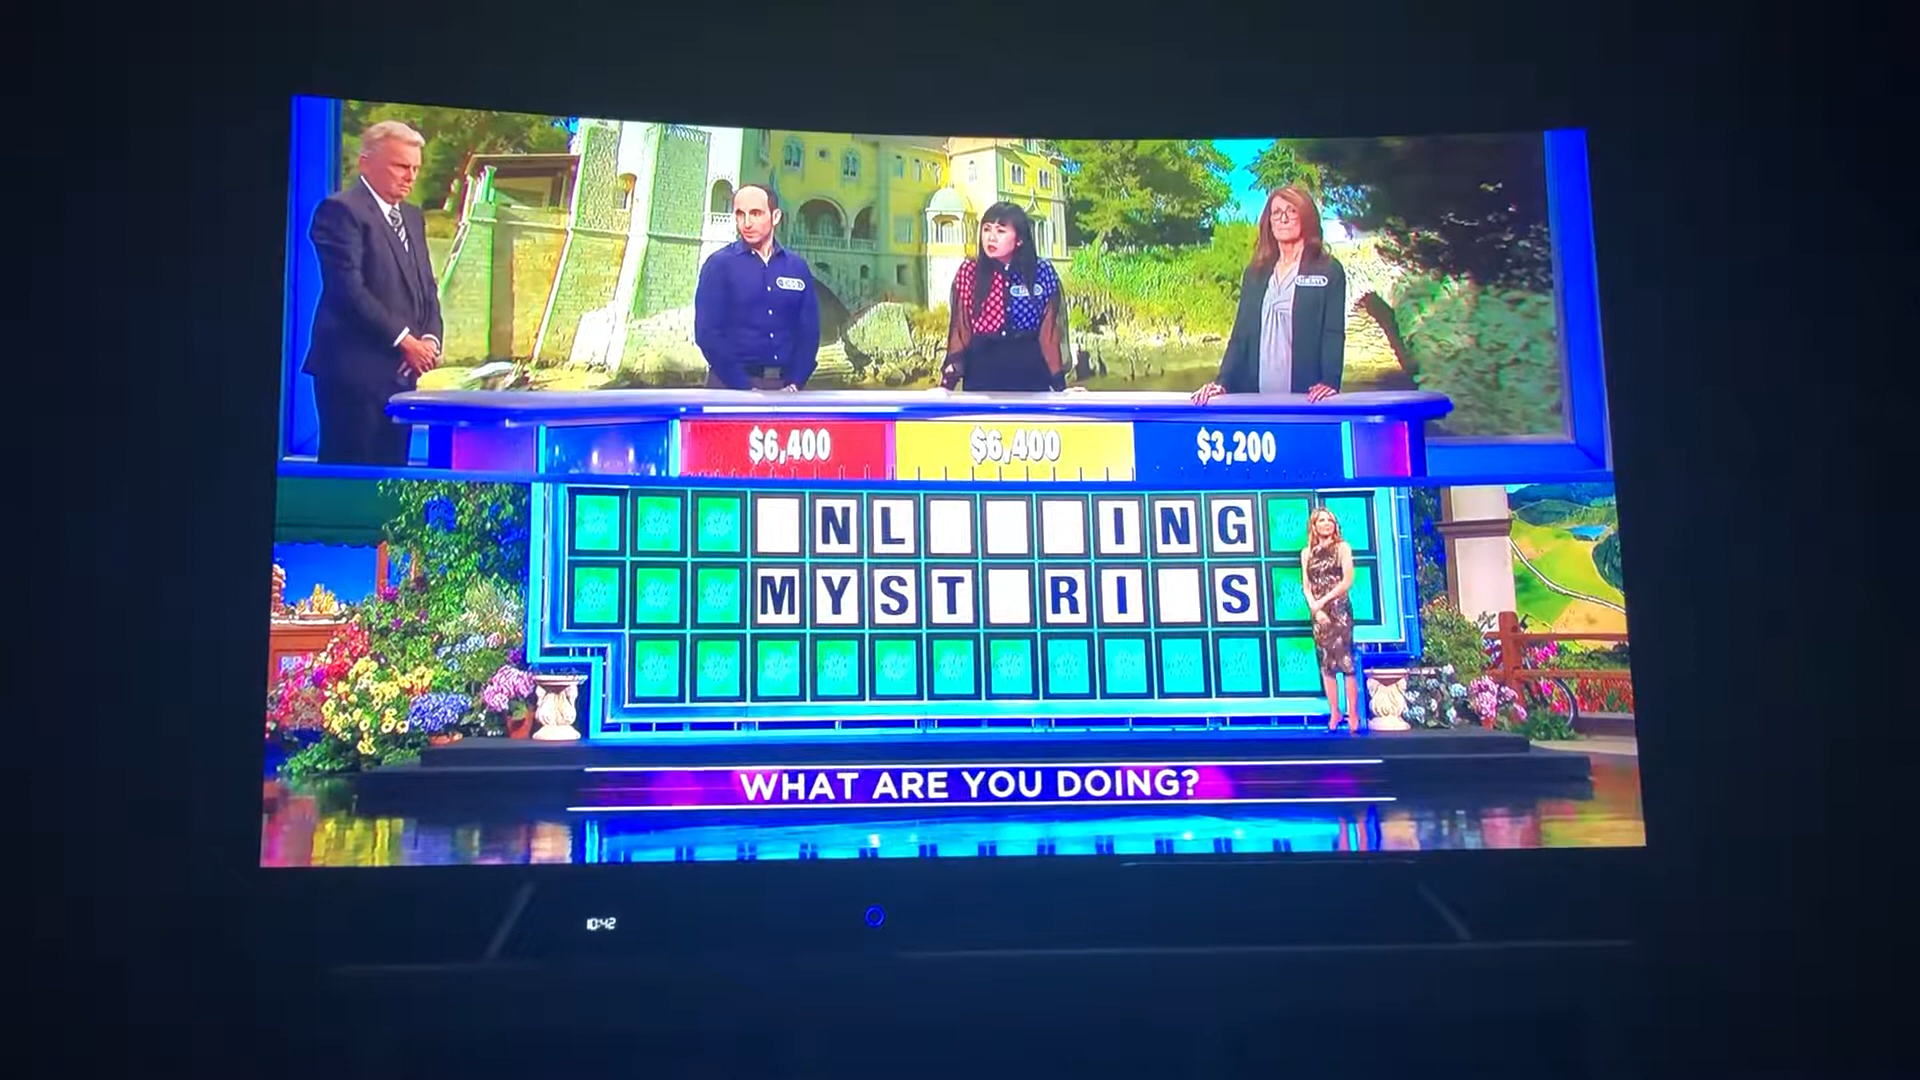 $6,400 $6,400 $3,200
NL ING
MYST RI S
WHAT ARE YOU DOING?
10:42